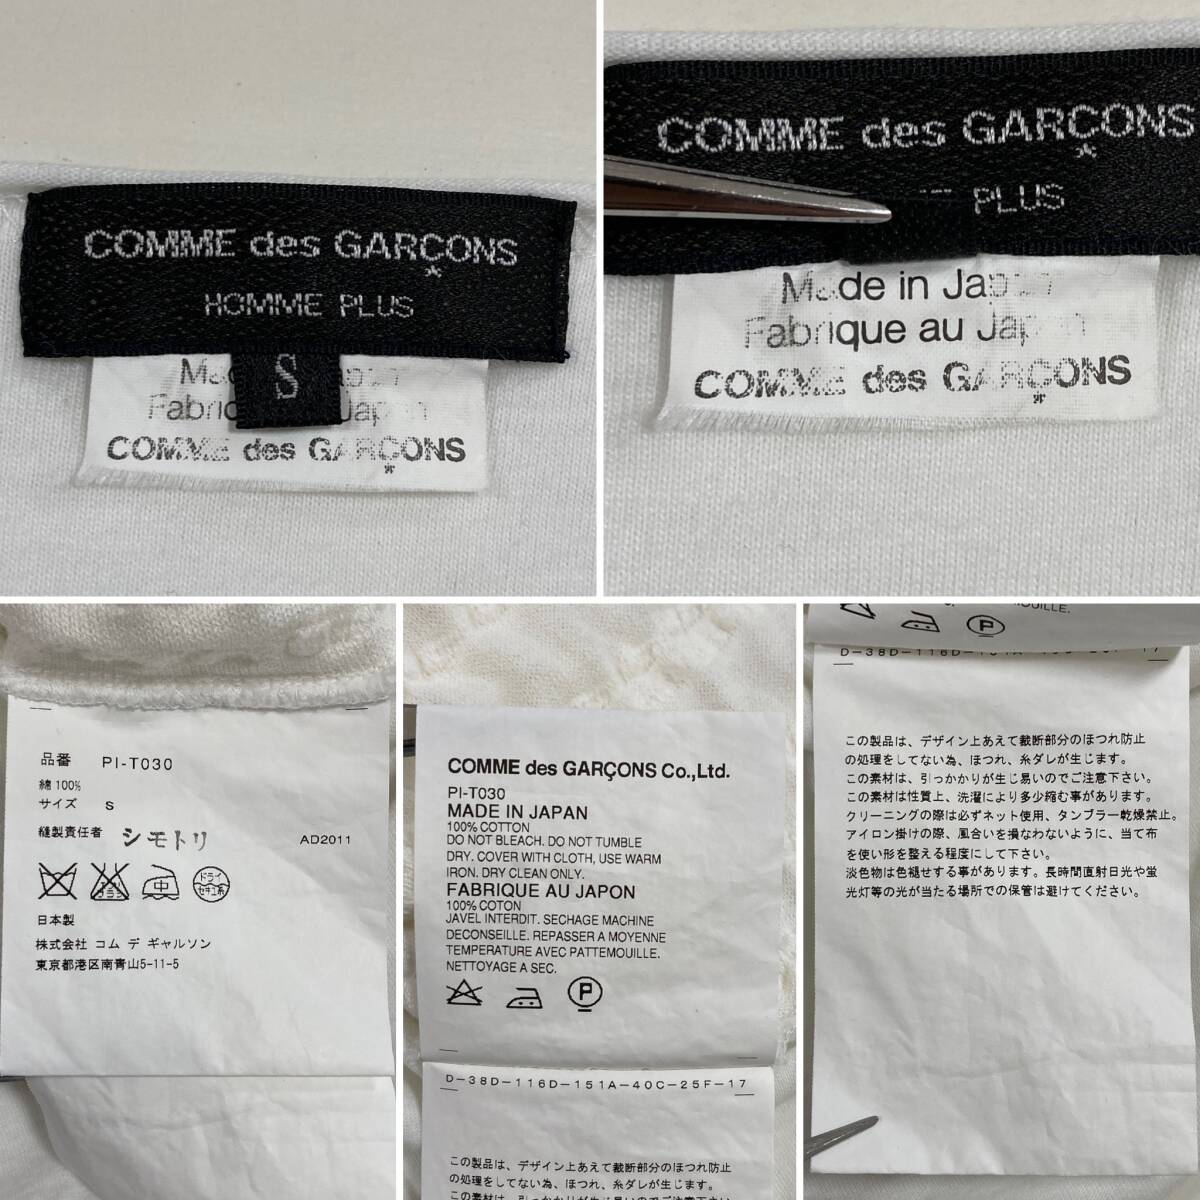 COMME des GARÇONS
HOMME PLUS
S
Fabric Japon
COMME des GARÇONS
COMME des GARÇONS
PLUS
Made in Japan
Fabrique au Japon
COMME des GARÇONS
品番 PI-T030
綿 100%
サイズ S
縫製責任者 シモトリ AD2011
ドライ
セキユ系
日本製
株式会社 コム デ ギャルソン
東京都港区南青山5-11-5
COMME des GARÇONS Co.,Ltd.
PI-T030
MADE IN JAPAN
100% COTTON
DO NOT BLEACH. DO NOT TUMBLE
DRY. COVER WITH CLOTH, USE WARM
IRON. DRY CLEAN ONLY.
FABRIQUE AU JAPON
100% COTON
JAVEL INTERDIT. SECHAGE MACHINE
DECONSEILLE. REPASSER A MOYENNE
TEMPERATURE AVEC PATTEMOUILLE.
NETTOYAGE A SEC.
P
D-38D-116D-151A-40C-25F-17
この製品は、デザイン上あえて裁断部分のほつれ防止
の処理をしてない為、ほつれ、糸ダレが生じます。
P
この製品は、デザイン上あえて裁断部分のほつれ防止
の処理をしてない為、ほつれ、糸ダレが生じます。
この素材は、引っかかりが生じ易いのでご注意下さい。
この素材は性質上、洗濯により多少縮む事があります。
クリーニングの際は必ずネット使用、タンブラー乾燥禁止。
アイロン掛けの際、風合いを損なわないように、当て布
を使い形を整える程度にして下さい。
淡色物は色褪せする事があります。長時間直射日光や蛍
光灯等の光が当たる場所での保管は避けてください。